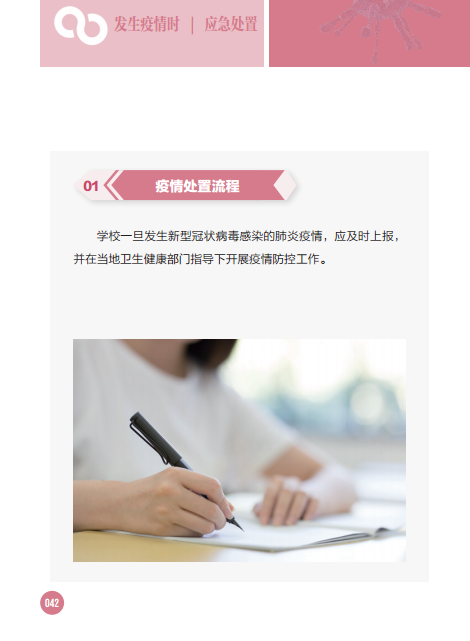 发生疫情时 | 应急处置
01 疫情处置流程
学校一旦发生新型冠状病毒感染的肺炎疫情，应及时上报，
并在当地卫生健康部门指导下开展疫情防控工作。
042